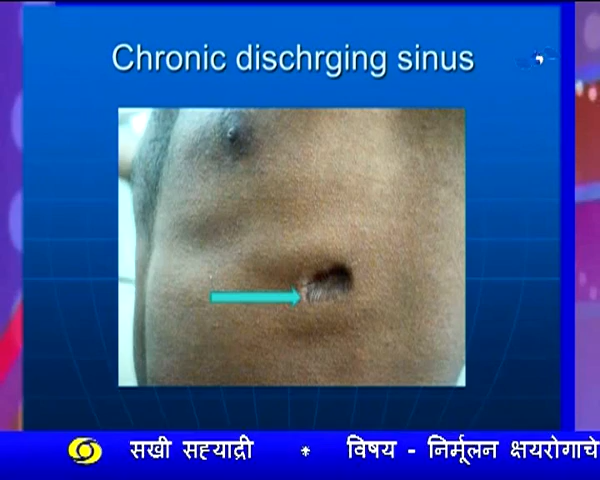 Chronic dischrging sinus
सखी सह्याद्री * विषय - निर्मूलन क्षयरोगाचे